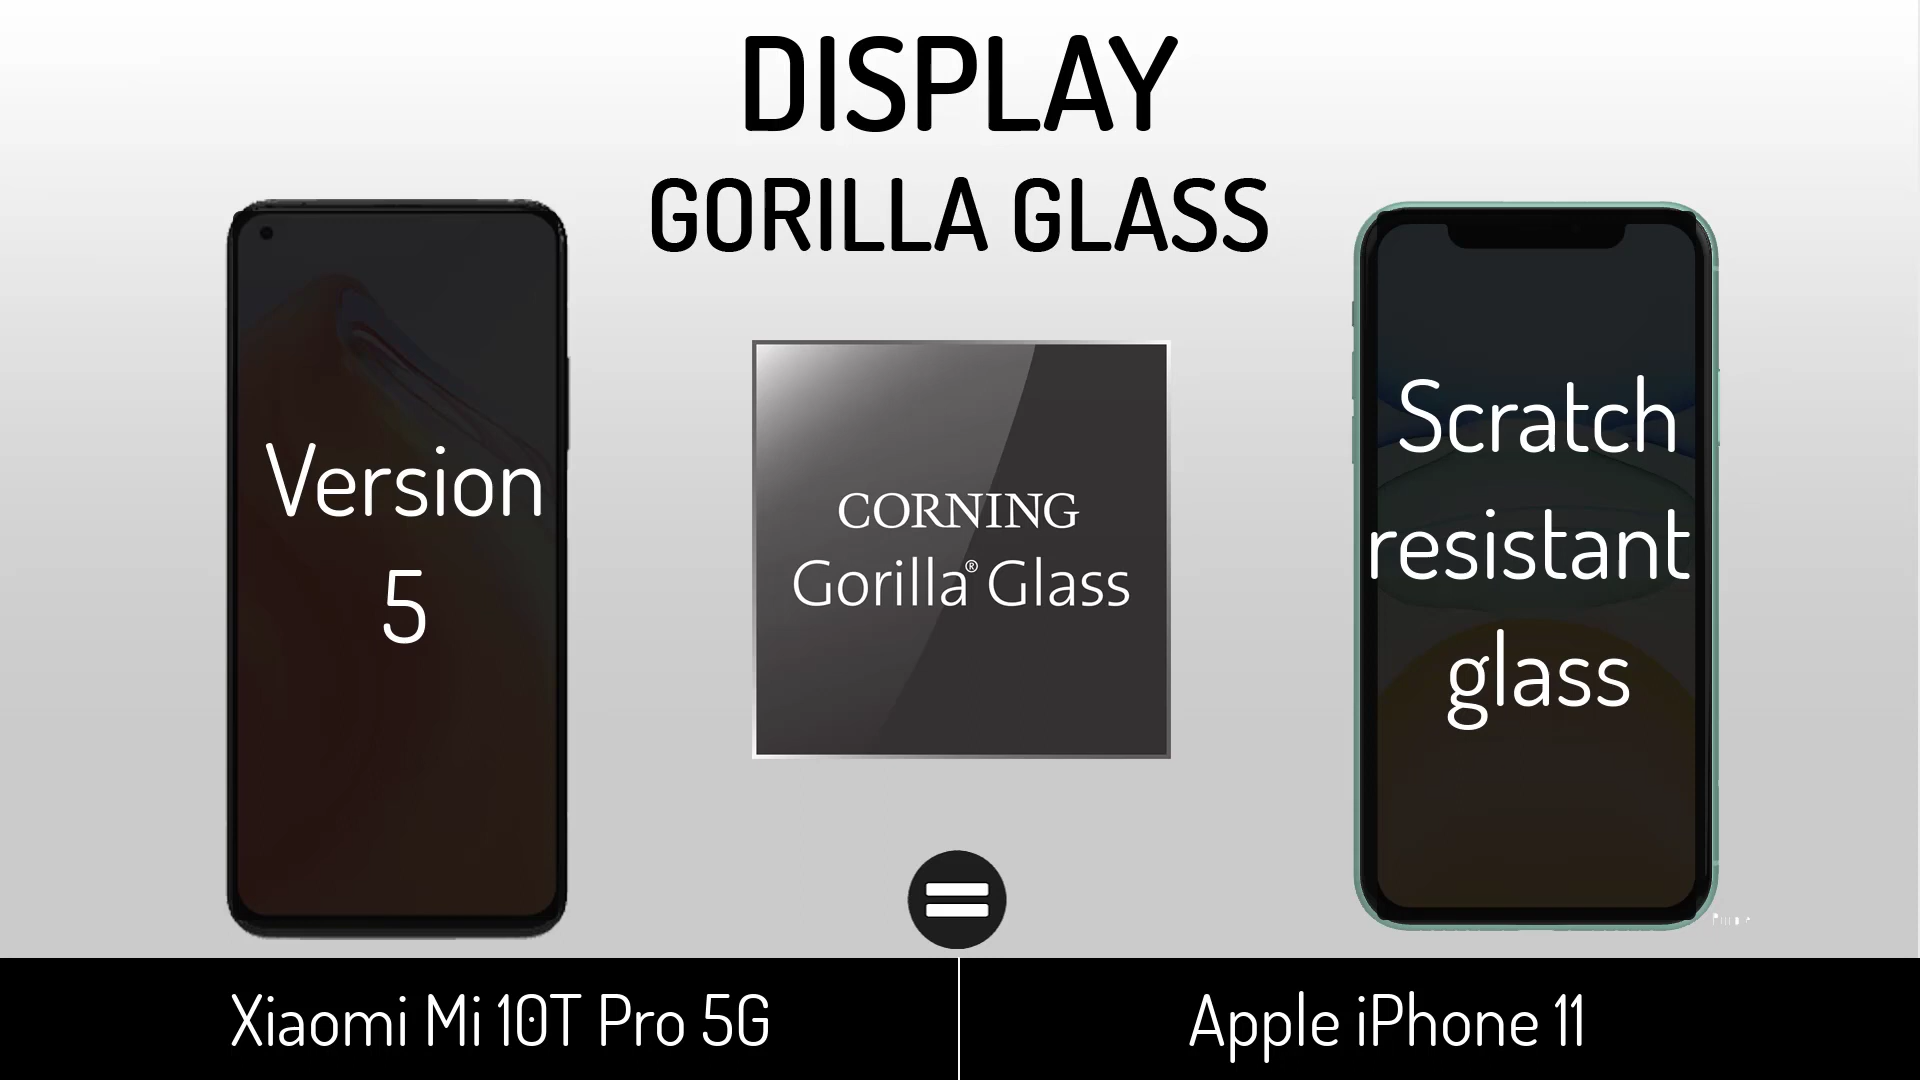 DISPLAY
GORILLA GLASS
Version
5
CORNING
Gorilla® Glass
Scratch
resistant
glass
Xiaomi Mi 10T Pro 5G
Apple iPhone 11